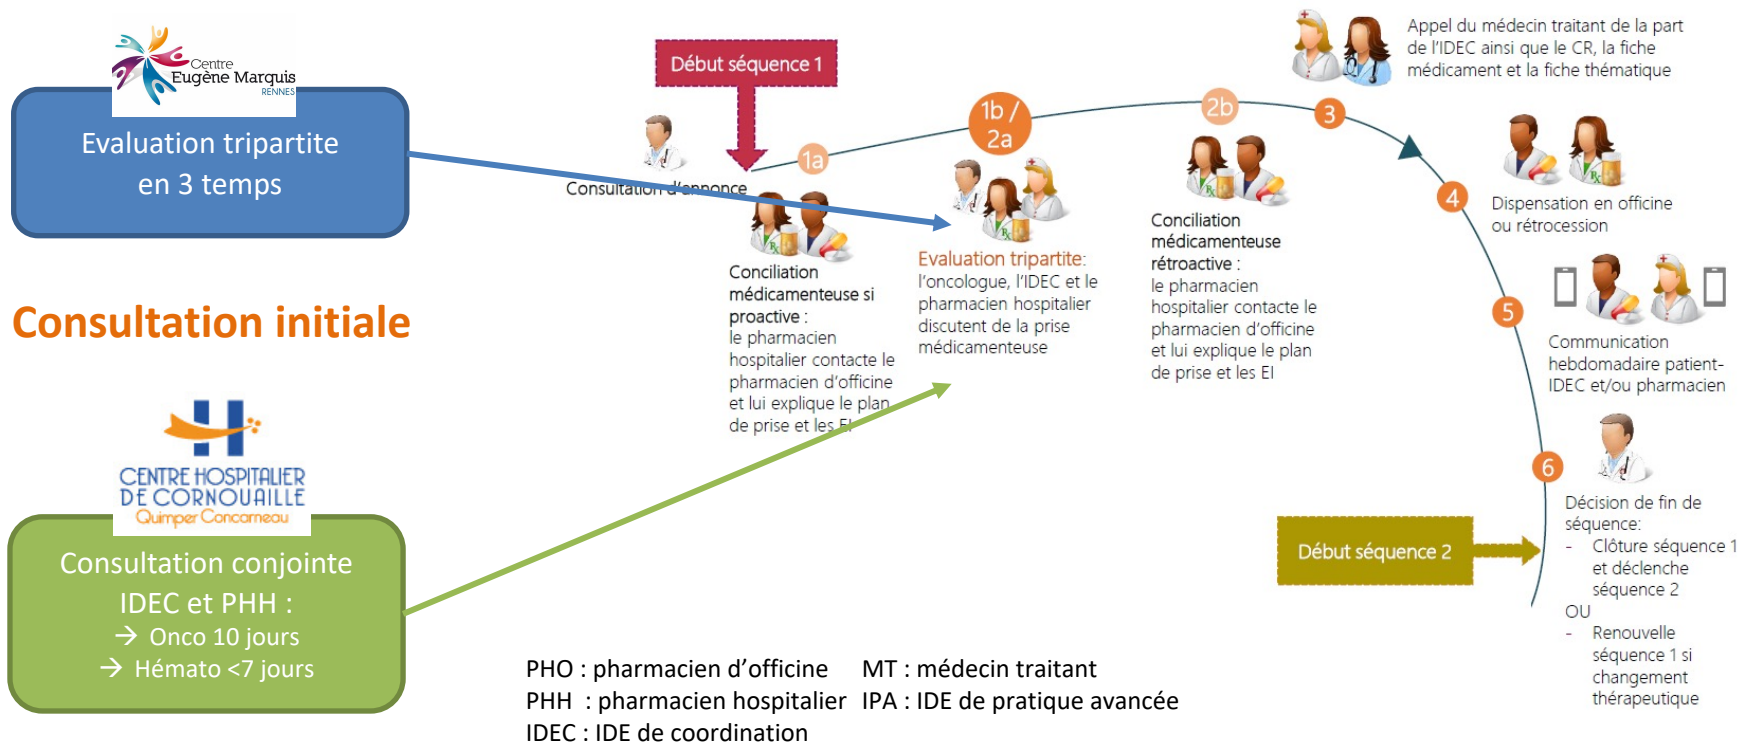 Centre
Eugène Marquis
RENNES
Evaluation tripartite
en 3 temps
Consultation initiale
CENTRE HOSPITALIER
DE CORNOUAILLE
Quimper Concarneau
Consultation conjointe
IDEC et PHH :
→ Onco 10 jours
→ Hémato <7 jours
Début séquence 1
Consultation d'annonce
1a
Conciliation
médicamenteuse si
proactive :
le pharmacien
hospitalier contacte le
pharmacien d'officine
et lui explique le plan
de prise et les EI
1b /
2a
Evaluation tripartite:
l'oncologue, l'IDEC et le
pharmacien hospitalier
discutent de la prise
médicamenteuse
2b
Conciliation
médicamenteuse
rétroactive :
le pharmacien
hospitalier contacte le
pharmacien d'officine
et lui explique le plan
de prise et les EI
3
Appel du médecin traitant de la part
de l'IDEC ainsi que le CR, la fiche
médicament et la fiche thématique
4
Dispensation en officine
ou rétrocession
5
Communication
hebdomadaire patient-
IDEC et/ou pharmacien
6
Décision de fin de
séquence:
- Clôture séquence 1
et déclenche
séquence 2
OU
- Renouvelle
séquence 1 si
changement
thérapeutique
Début séquence 2
PHO : pharmacien d'officine
PHH : pharmacien hospitalier
IDEC : IDE de coordination
MT : médecin traitant
IPA : IDE de pratique avancée